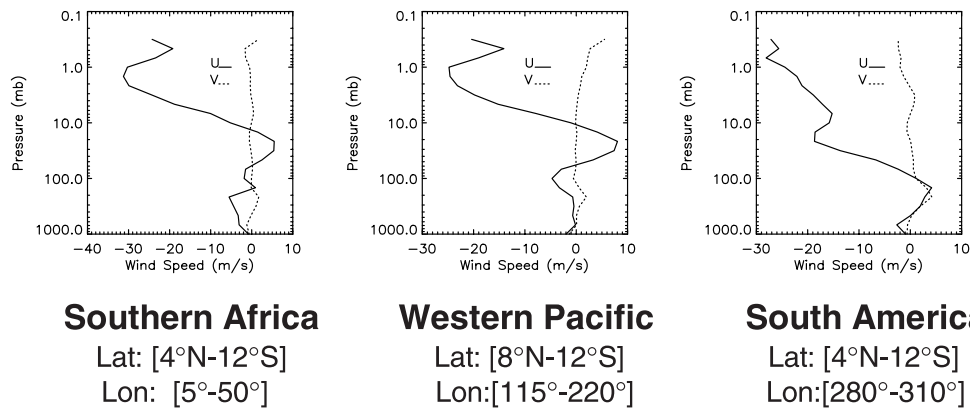 0.1
1.0
10.0
100.0
1000.0
Pressure (mb)
U
V
-40 -30 -20 -10 0 10
Wind Speed (m/s)
0.1
1.0
10.0
100.0
1000.0
Pressure (mb)
U
V
-30 -20 -10 0 10
Wind Speed (m/s)
0.1
1.0
10.0
100.0
1000.0
Pressure (mb)
U
V
-30 -20 -10 0 10
Wind Speed (m/s)
Southern Africa
Lat: [4°N-12°S]
Lon: [5°-50°]
Western Pacific
Lat: [8°N-12°S]
Lon:[115°-220°]
South America
Lat: [4°N-12°S]
Lon:[280°-310°]